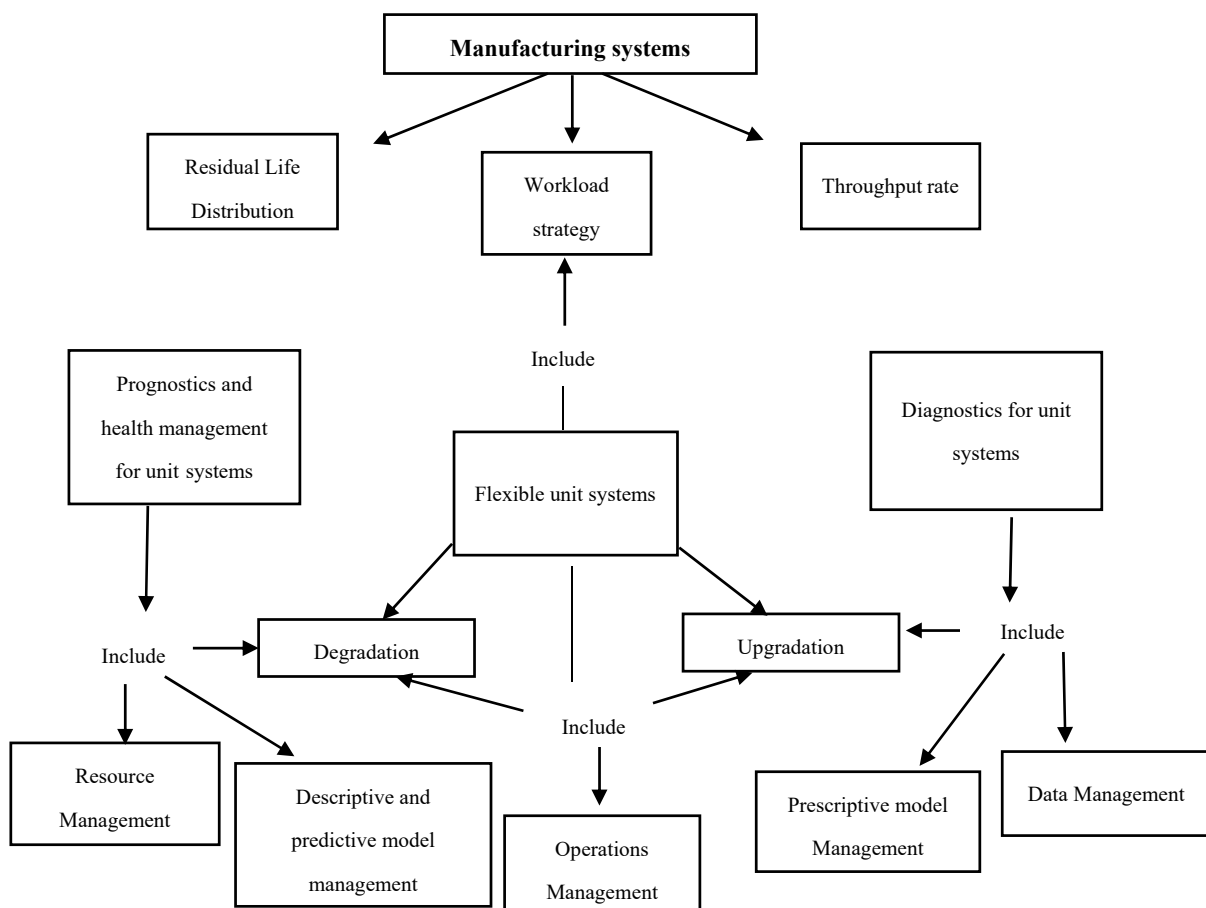 Manufacturing systems
Residual Life
Distribution
Workload
strategy
Throughput rate
Include
Prognostics and
health management
for unit systems
Flexible unit systems
Diagnostics for unit
systems
Include
Degradation
Upgradation
Include
Include
Resource
Management
Descriptive and
predictive model
management
Operations
Management
Prescriptive model
Management
Data Management